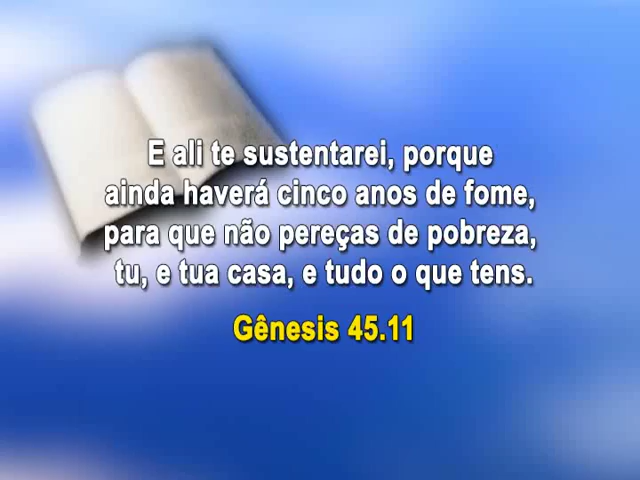 E ali te sustentarei, porque
ainda haverá cinco anos de fome,
para que não pereças de pobreza,
tu, e tua casa, e tudo o que tens.
Gênesis 45.11